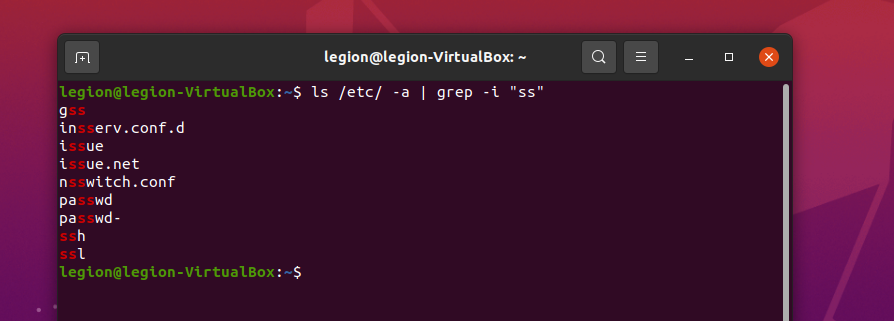 legion@legion-VirtualBox: ~
legion@legion-VirtualBox:~$ ls /etc/ -a | grep -i "ss"
gss
insserv.conf.d
issue
issue.net
nsswitch.conf
passwd
passwd-
ssh
ssl
legion@legion-VirtualBox:~$